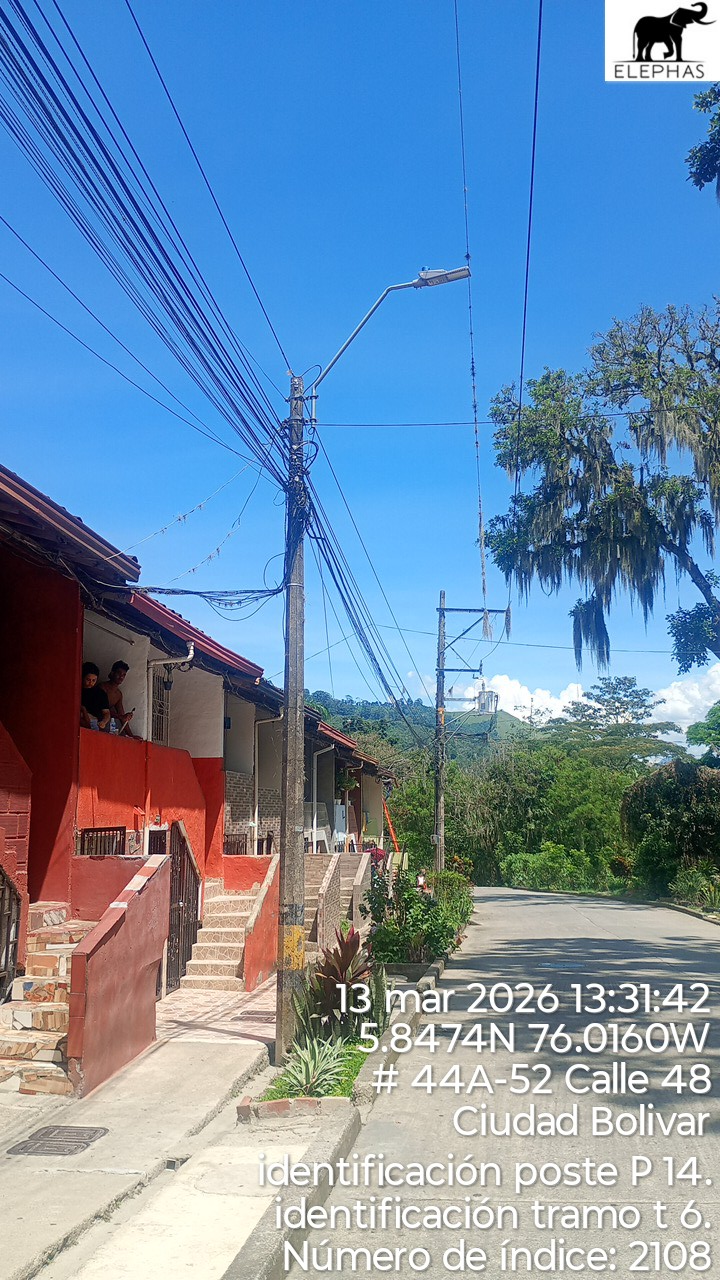 ELEPHAS
13 mar 2026 13:31:42
5.8474N 76.0160W
# 44A-52 Calle 48
Ciudad Bolivar
identificación poste P 14.
identificación tramo t 6.
Número de índice: 2108